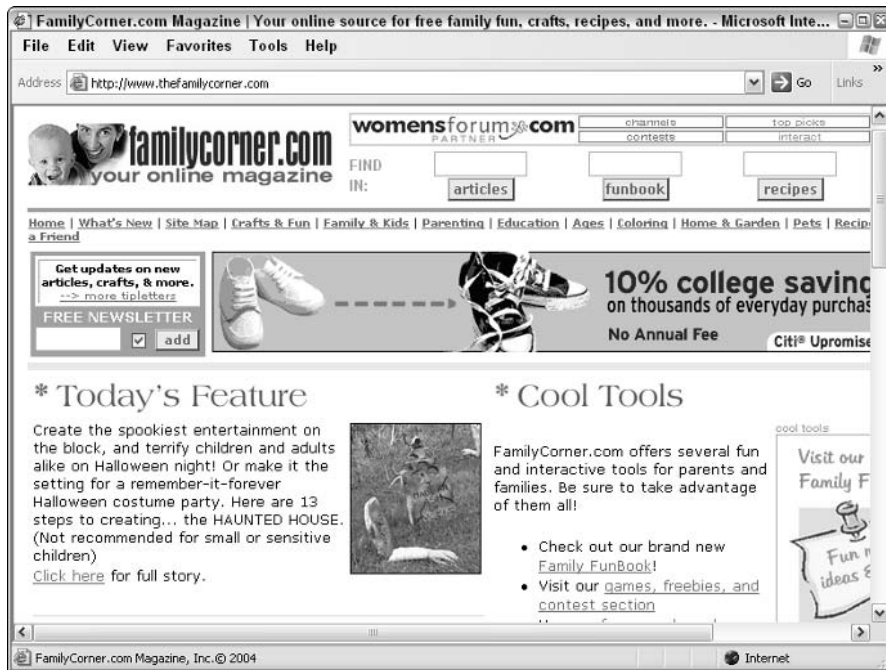 FamilyCorner.com Magazine | Your online source for free family fun, crafts, recipes, and more. - Microsoft Inte...
File Edit View Favorites Tools Help
Address http://www.thefamilycorner.com Go Links »
familycorner.com
your online magazine
womensforum.com
PARTNER
channels top picks
contests interact
FIND
IN:
articles funbook recipes
Home | What's New | Site Map | Crafts & Fun | Family & Kids | Parenting | Education | Ages | Coloring | Home & Garden | Pets | Recip
a Friend
Get updates on new
articles, crafts, & more.
--> more tipletters
FREE NEWSLETTER
add
10% college saving
on thousands of everyday purchas
No Annual Fee
Citi® Upromise
* Today's Feature
Create the spookiest entertainment on
the block, and terrify children and adults
alike on Halloween night! Or make it the
setting for a remember-it-forever
Halloween costume party. Here are 13
steps to creating... the HAUNTED HOUSE.
(Not recommended for small or sensitive
children)
Click here for full story.
* Cool Tools
FamilyCorner.com offers several fun
and interactive tools for parents and
families. Be sure to take advantage
of them all!
• Check out our brand new
Family FunBook!
• Visit our games, freebies, and
contest section
cool tools
Visit our
Family F
Fun
ideas &
FamilyCorner.com Magazine, Inc.© 2004
Internet